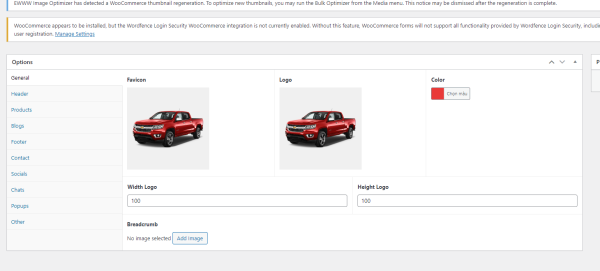 EWWW Image Optimizer has detected a WooCommerce thumbnail regeneration. To optimize new thumbnails, you may run the Bulk Optimizer from the Media menu. This notice may be dismissed after the regeneration is complete.
WooCommerce appears to be installed, but the Wordfence Login Security WooCommerce integration is not currently enabled. Without this feature, WooCommerce forms will not support all functionality provided by Wordfence Login Security, includi
user registration. Manage Settings
Options
P
General
Favicon
Logo
Color
Header
Chọn màu
Products
Blogs
Footer
Contact
Socials
Chats
Width Logo
Height Logo
100
100
Popups
Other
Breadcrumb
No image selected Add Image